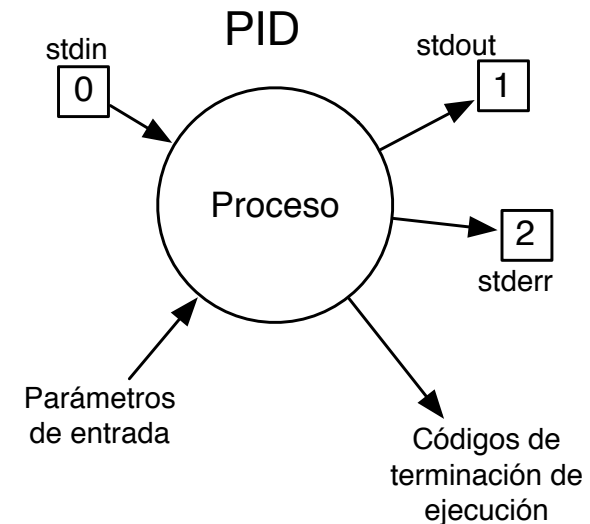 PID
stdin
0
stdout
1
Proceso
2
stderr
Parámetros
de entrada
Códigos de
terminación de
ejecución